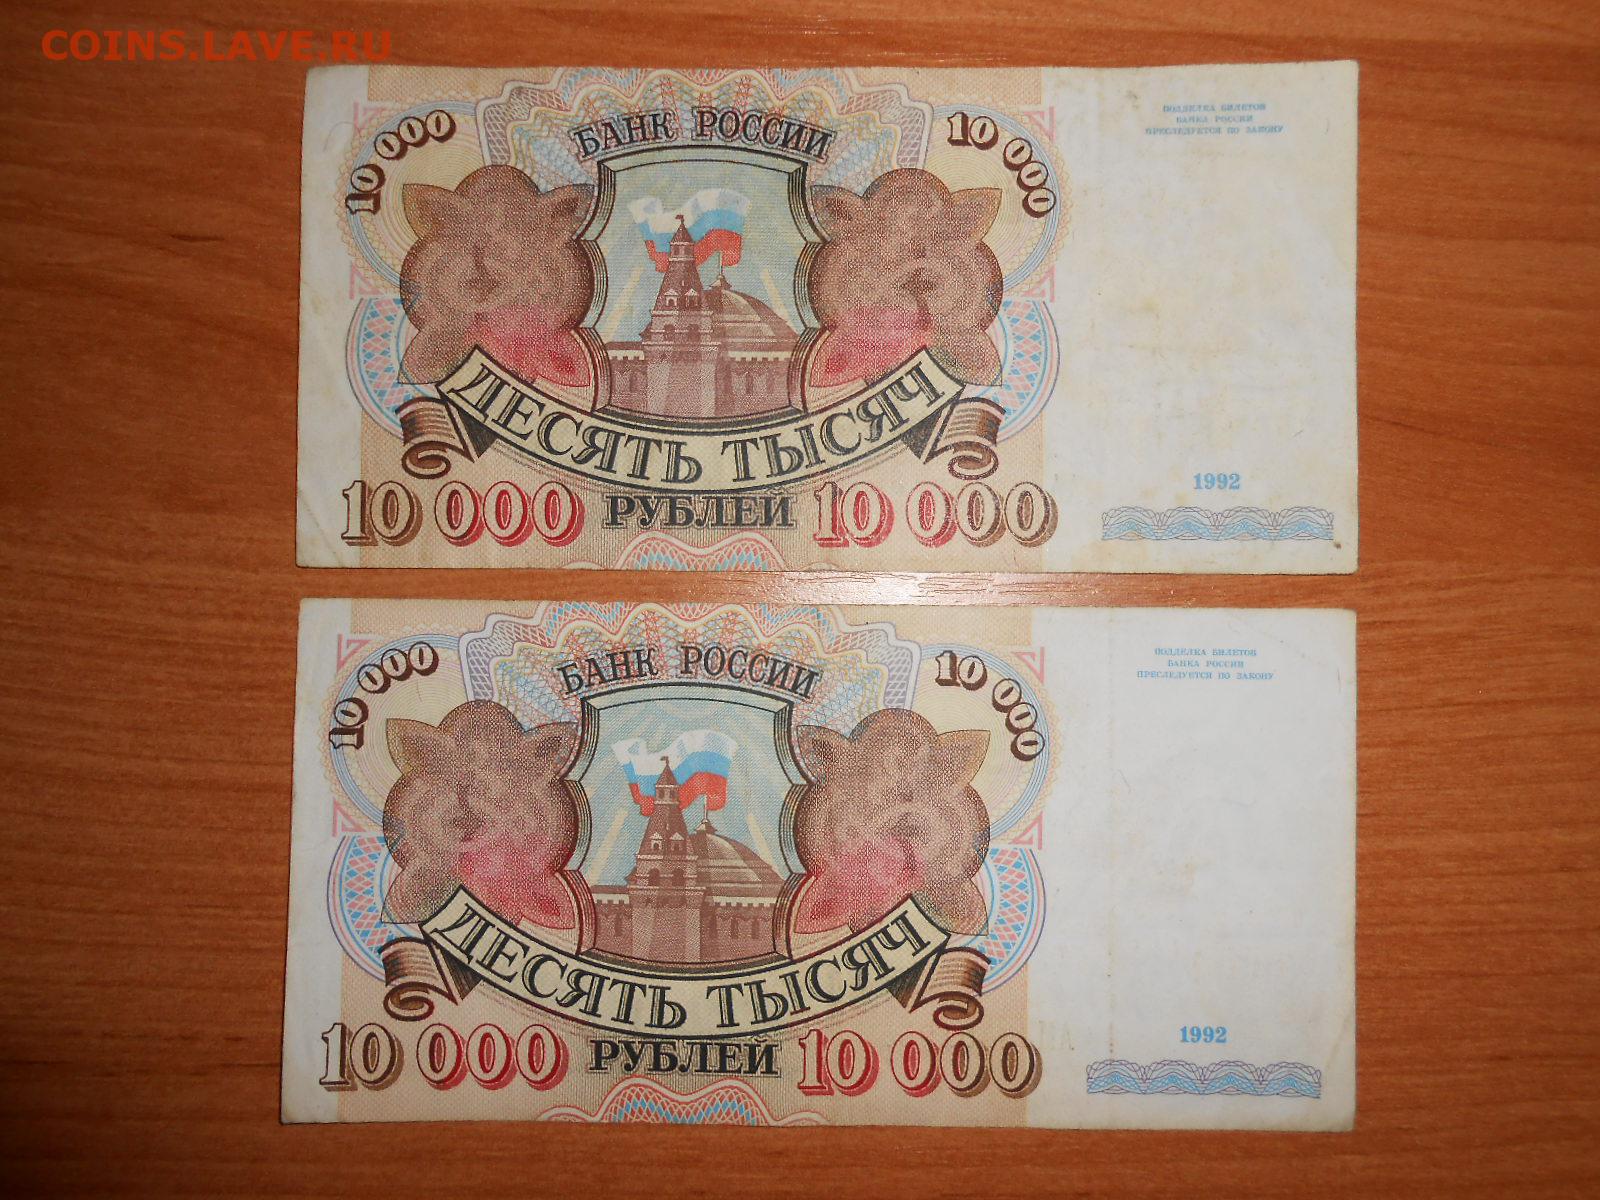 COINS.LAVE.RU
БАНК РОССИИ
10 000
10 000
ПОДДЕЛКА БИЛЕТОВ
БАНКА РОССИИ
ПРЕСЛЕДУЕТСЯ ПО ЗАКОНУ
ДЕСЯТЬ ТЫСЯЧ
10 000 РУБЛЕЙ 10 000
1992
БАНК РОССИИ
10 000
10 000
ПОДДЕЛКА БИЛЕТОВ
БАНКА РОССИИ
ПРЕСЛЕДУЕТСЯ ПО ЗАКОНУ
ДЕСЯТЬ ТЫСЯЧ
10 000 РУБЛЕЙ 10 000
1992